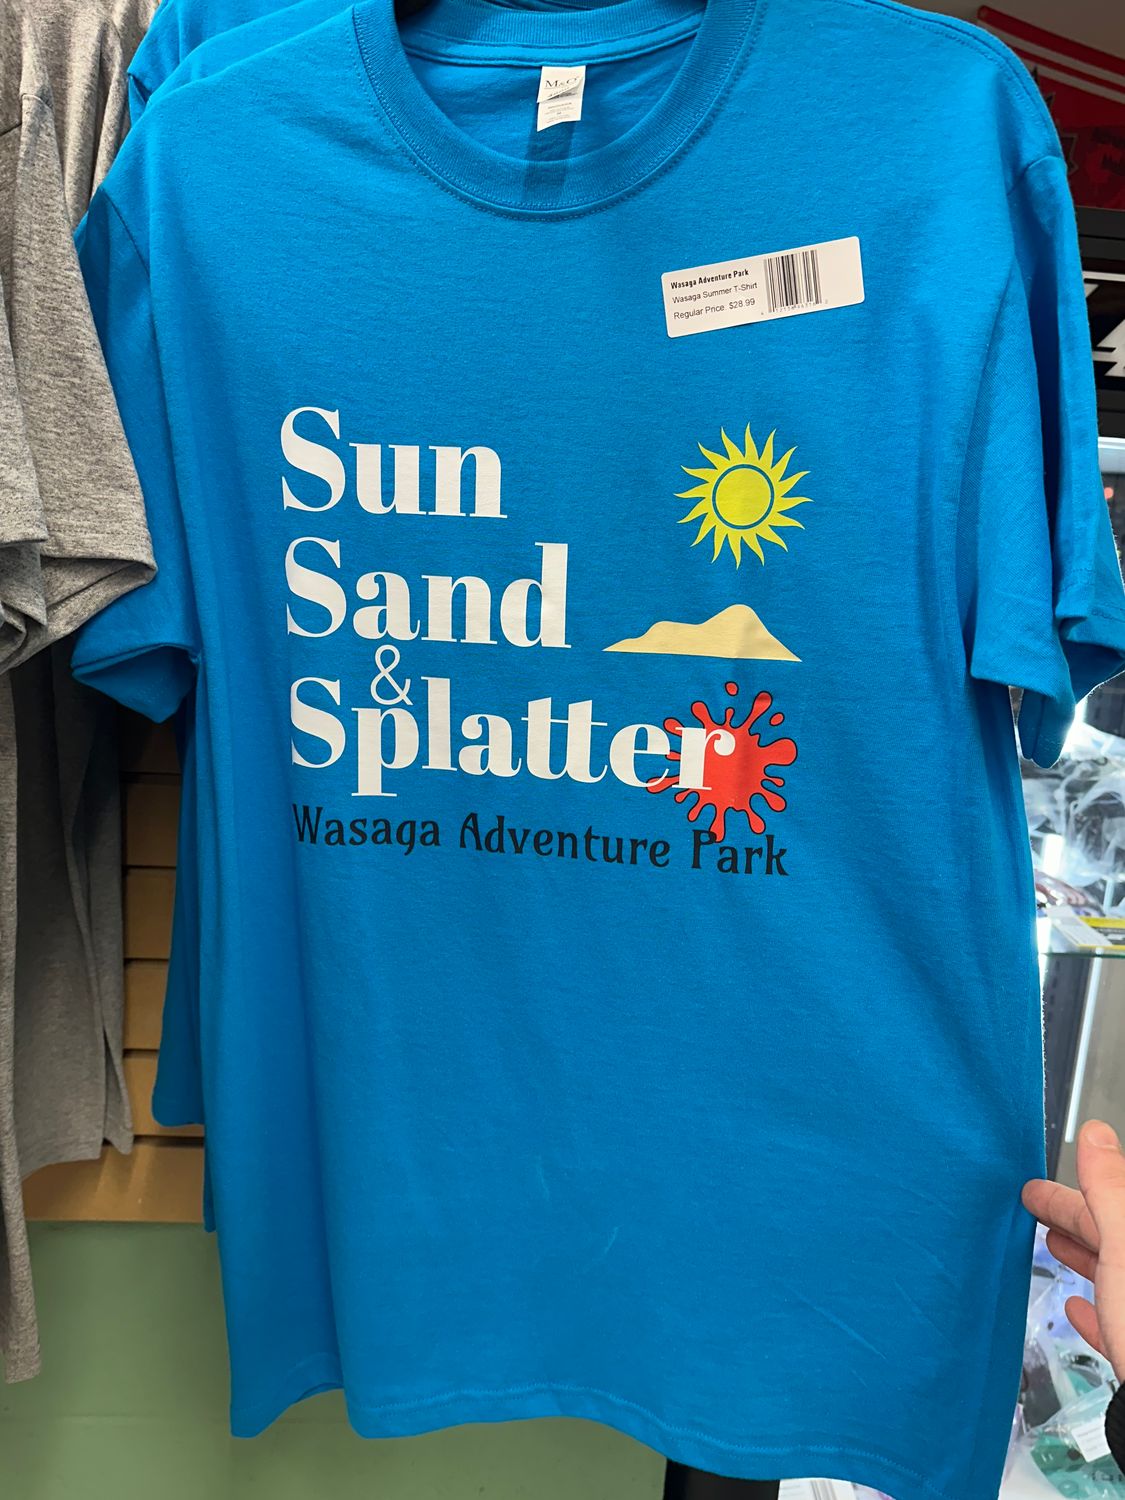 M&O
Wasaga Adventure Park
Wasaga Summer T-Shirt
Regular Price $28.99
Sun
Sand
&
Splatter
Wasaga Adventure Park